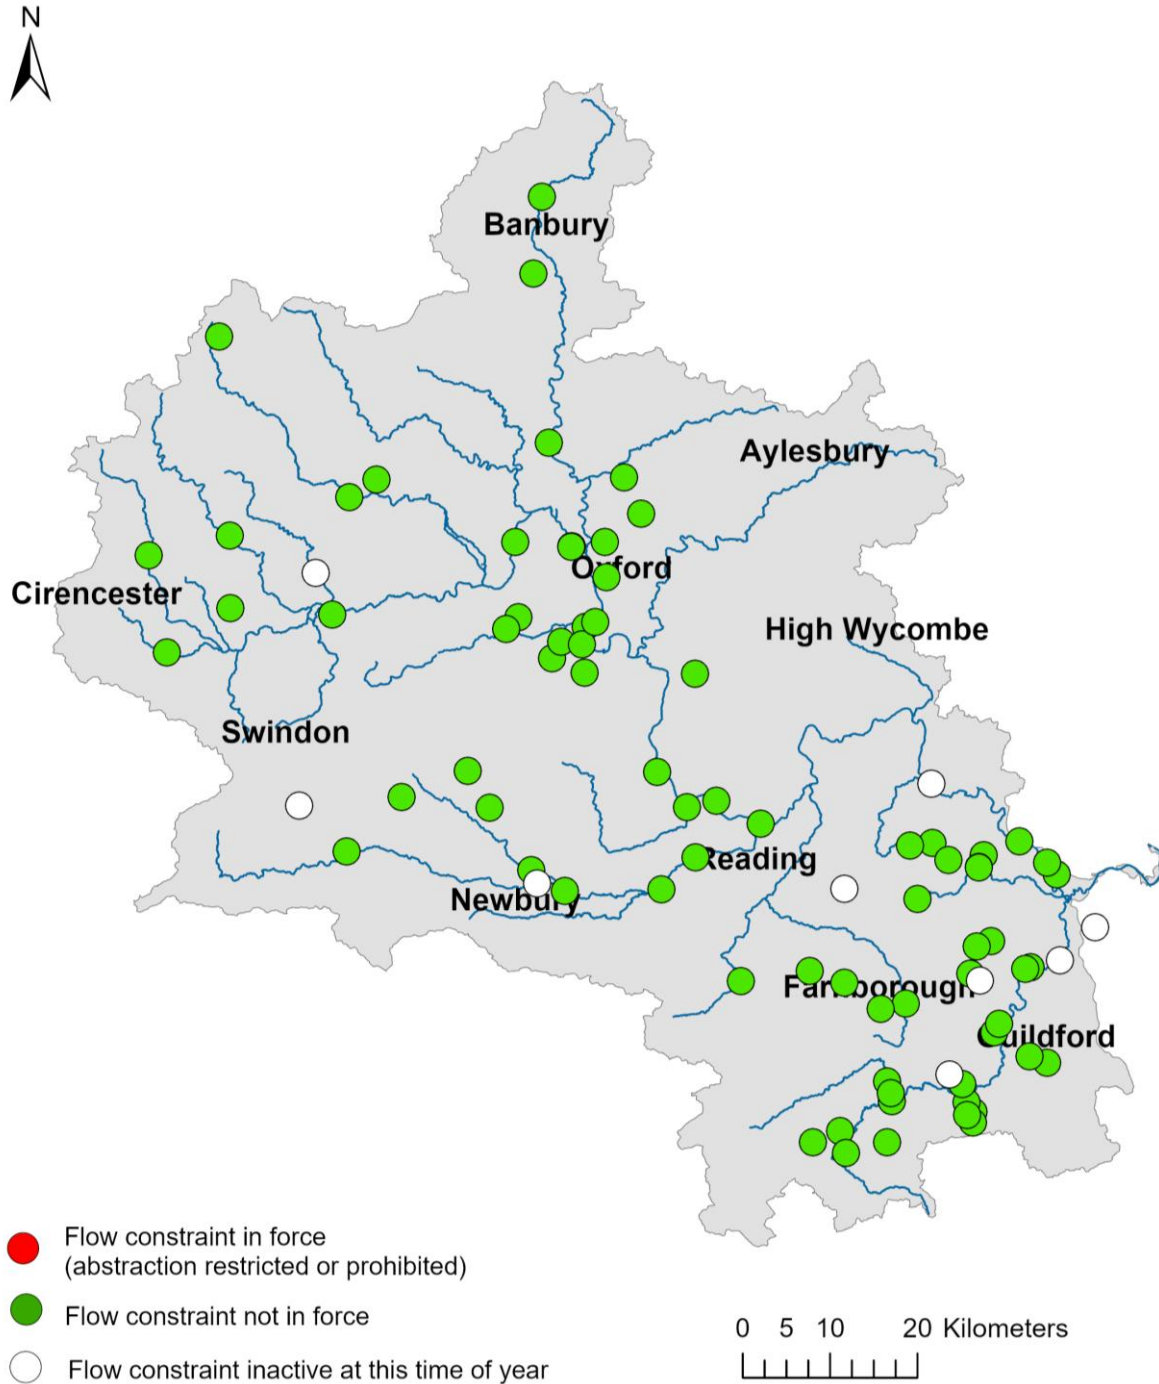 N
Banbury
Aylesbury
Oxford
Cirencester
High Wycombe
Swindon
Reading
Newbury
Farnborough
Guildford
Flow constraint in force
(abstraction restricted or prohibited)
Flow constraint not in force
Flow constraint inactive at this time of year
0 5 10 20 Kilometers